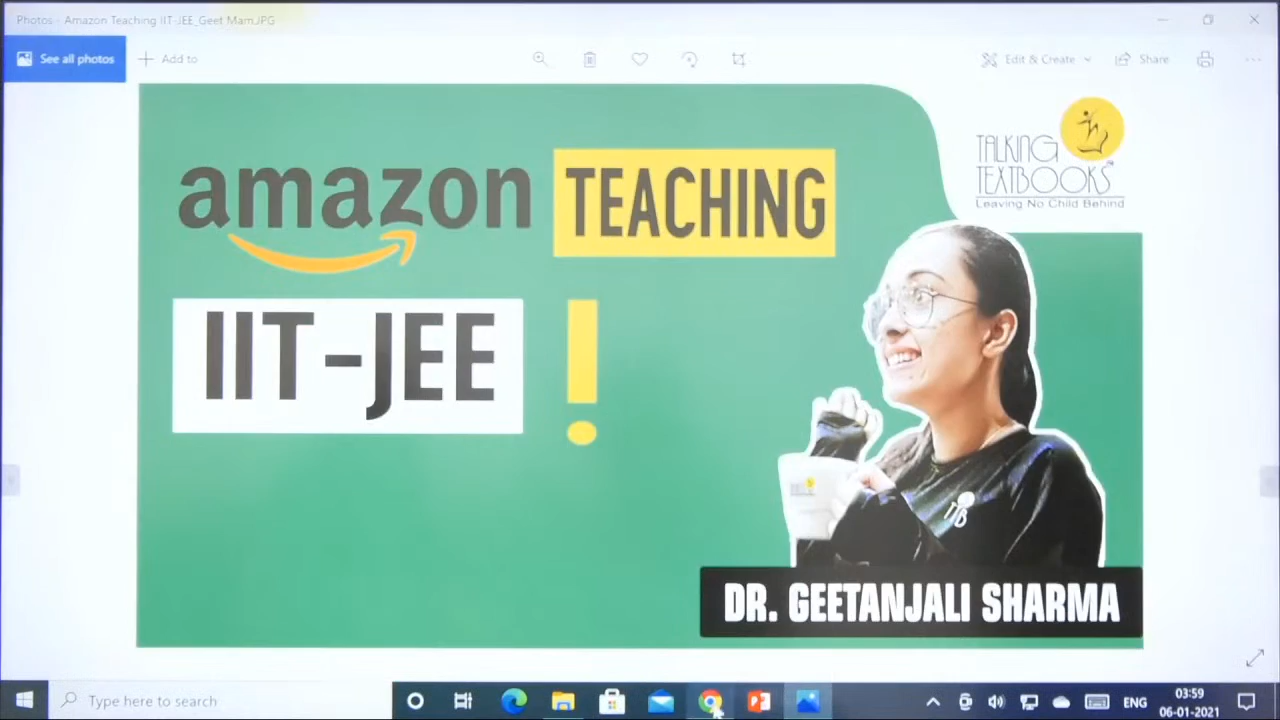 Photos - Amazon Teaching IIT-JEE_Geet Mam.JPG
See all photos
Add to
Edit & Create
Share
amazon TEACHING
IIT-JEE !
TALKING
TEXTBOOKS
Leaving No Child Behind
TTB
DR. GEETANJALI SHARMA
Type here to search
ENG
03:59
06-01-2021